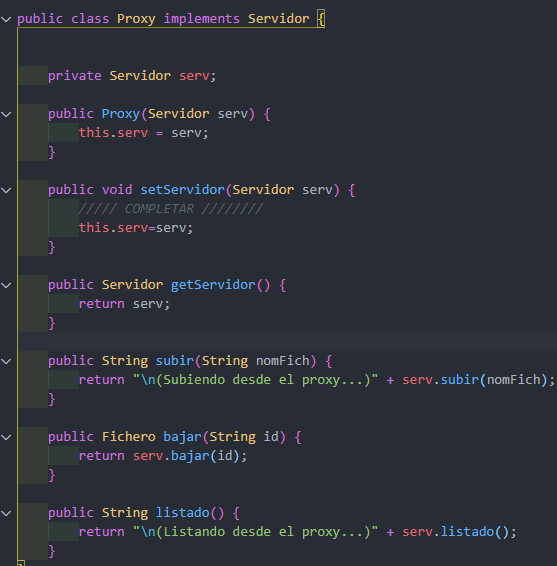 public class Proxy implements Servidor {
private Servidor serv;
public Proxy(Servidor serv) {
this.serv = serv;
}
public void setServidor(Servidor serv) {
///// COMPLETAR ////////
this.serv=serv;
}
public Servidor getServidor() {
return serv;
}
public String subir(String nomFich) {
return "\n(Subiendo desde el proxy...)" + serv.subir(nomFich);
}
public Fichero bajar(String id) {
return serv.bajar(id);
}
public String listado() {
return "\n(Listando desde el proxy...)" + serv.listado();
}
}